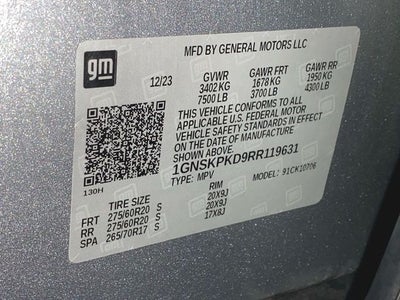 MFD BY GENERAL MOTORS LLC
gm
12/23 GVWR GAWR FRT GAWR RR
3402 KG 1678 KG 1950 KG
7500 LB 3700 LB 4300 LB
THIS VEHICLE CONFORMS TO ALL
APPLICABLE U.S. FEDERAL MOTOR
VEHICLE SAFETY STANDARDS IN EFFECT
ON THE DATE OF MANUFACTURE
SHOWN ABOVE
1GNSKPKD9RR119631
TYPE: MPV MODEL: 91CK10706
130H
TIRE SIZE RIM
FRT 275/60R20 S 20X9J
RR 275/60R20 S 20X9J
SPA 265/70R17 S 17X8J